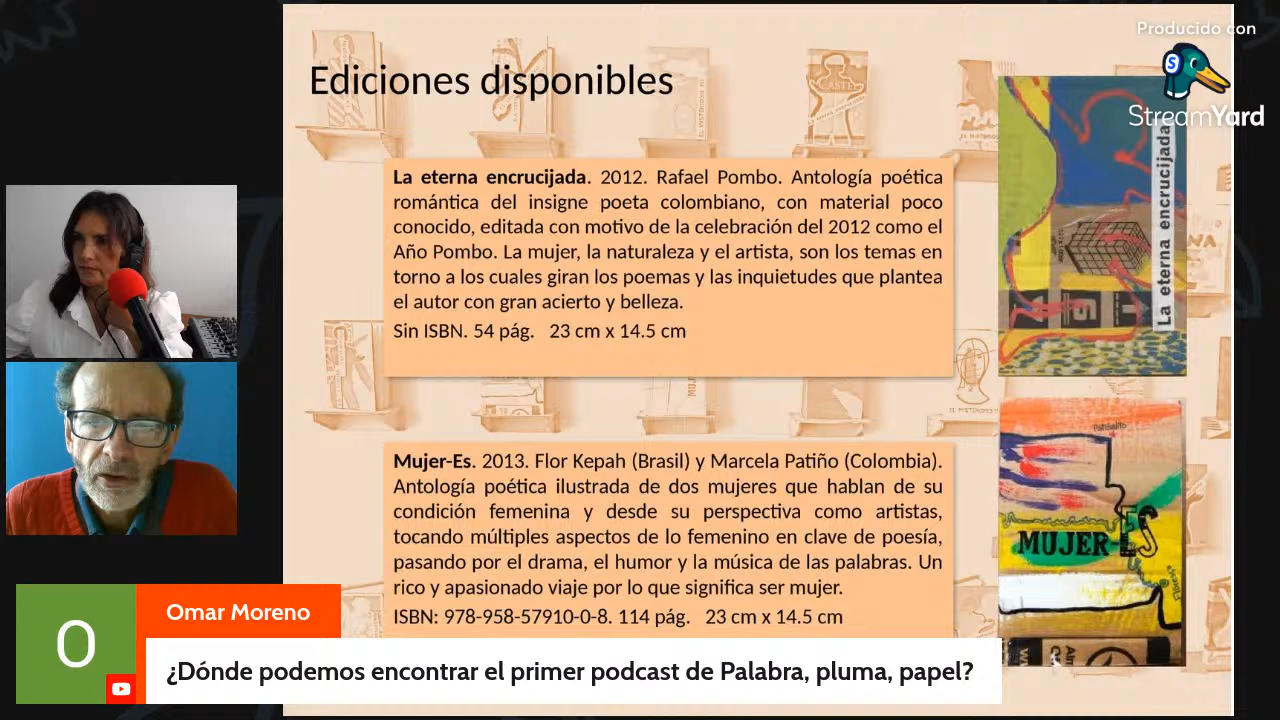 Producido con
StreamYard
Ediciones disponibles
La eterna encrucijada. 2012. Rafael Pombo. Antología poética
romántica del insigne poeta colombiano, con material poco
conocido, editada con motivo de la celebración del 2012 como el
Año Pombo. La mujer, la naturaleza y el artista, son los temas en
torno a los cuales giran los poemas y las inquietudes que plantea
el autor con gran acierto y belleza.
Sin ISBN. 54 pág. 23 cm x 14.5 cm
La eterna encrucijada
Mujer-Es. 2013. Flor Kepah (Brasil) y Marcela Patiño (Colombia).
Antología poética ilustrada de dos mujeres que hablan de su
condición femenina y desde su perspectiva como artistas,
tocando múltiples aspectos de lo femenino en clave de poesía,
pasando por el drama, el humor y la música de las palabras. Un
rico y apasionado viaje por lo que significa ser mujer.
ISBN: 978-958-57910-0-8. 114 pág. 23 cm x 14.5 cm
MUJER-ES
O
Omar Moreno
¿Dónde podemos encontrar el primer podcast de Palabra, pluma, papel?